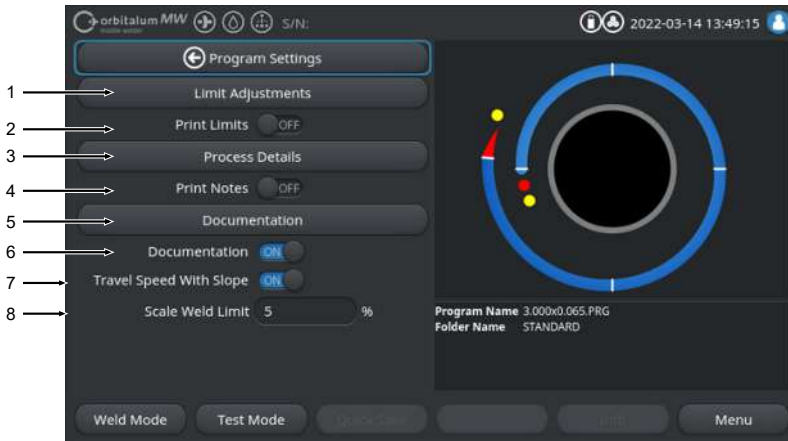 orbitalum MW S/N: 2022-03-14 13:49:15
mobile welder
Program Settings
1 Limit Adjustments
2 Print Limits OFF
3 Process Details
4 Print Notes OFF
5 Documentation
6 Documentation ON
7 Travel Speed With Slope ON
8 Scale Weld Limit 5 %
Program Name 3.000x0.065.PRG
Folder Name STANDARD
Weld Mode Test Mode Quick Save Menu